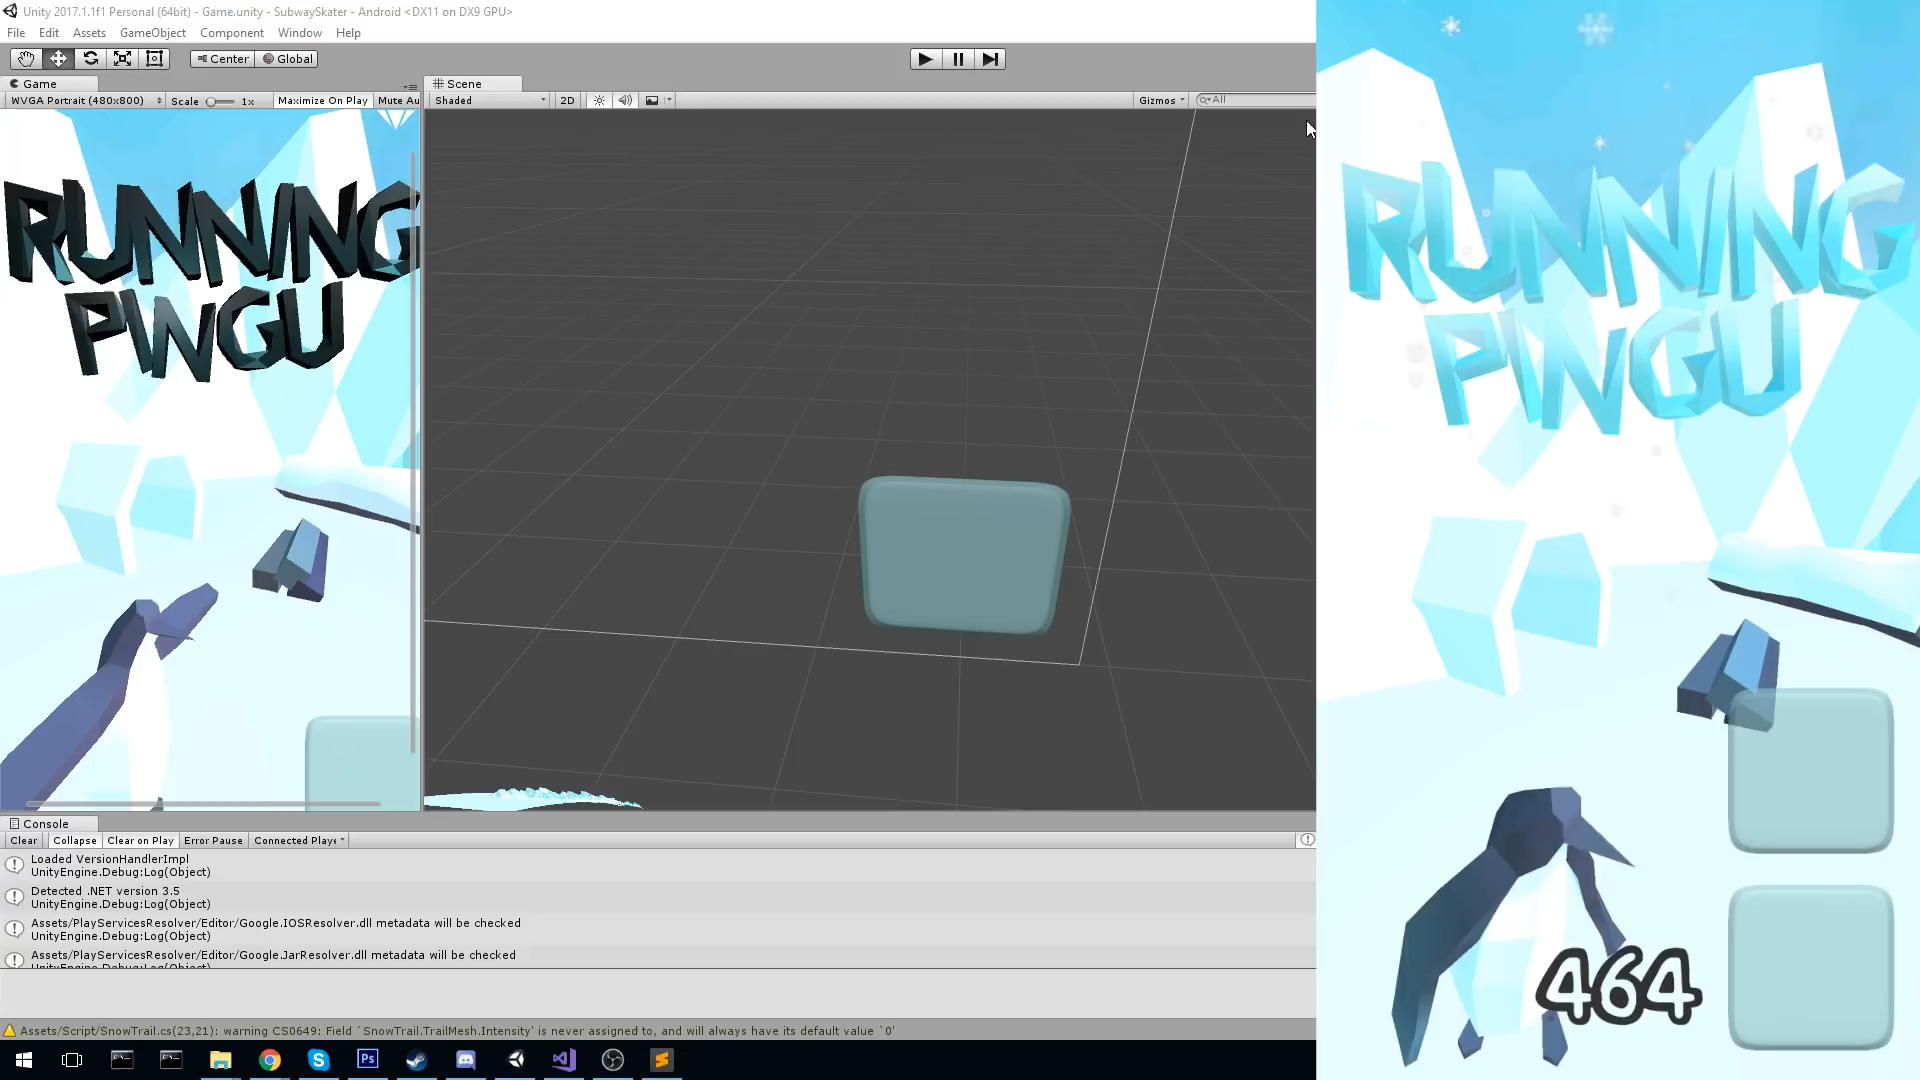 Unity 2017.1.1f1 Personal (64bit) - Game.unity - SubwaySkater - Android <DX11 on DX9 GPU>
File Edit Assets GameObject Component Window Help
Center Global
Game
Scene
WVGA Portrait (480x800) Scale 1x Maximize On Play Mute Au
Shaded 2D Gizmos All
RUNNING
PINGU
RUNNING
PINGU
464
Console
Clear Collapse Clear on Play Error Pause Connected Playe
Loaded VersionHandlerImpl
UnityEngine.Debug:Log(Object)
Detected .NET version 3.5
UnityEngine.Debug:Log(Object)
Assets/PlayServicesResolver/Editor/Google.IOSResolver.dll metadata will be checked
UnityEngine.Debug:Log(Object)
Assets/PlayServicesResolver/Editor/Google.JarResolver.dll metadata will be checked
UnityEngine.Debug:Log(Object)
Assets/Script/SnowTrail.cs(23,21): warning CS0649: Field `SnowTrail.TrailMesh.Intensity' is never assigned to, and will always have its default value `0'
Ps